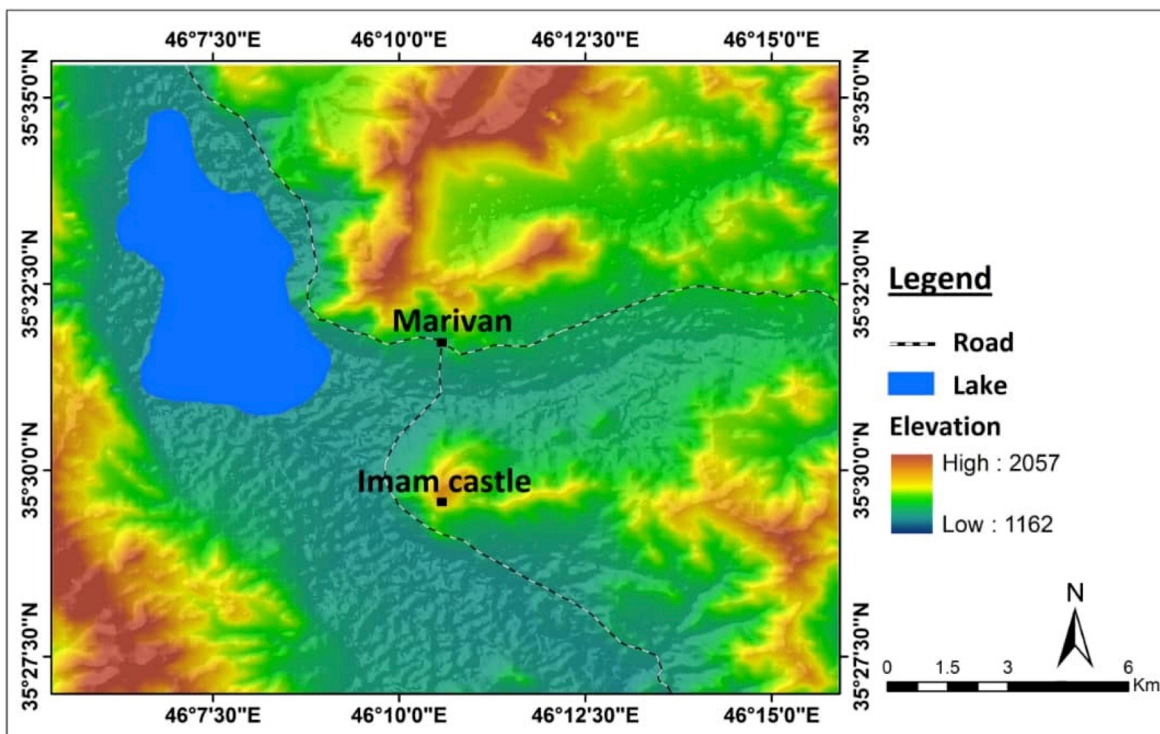 46°7'30"E 46°10'0"E 46°12'30"E 46°15'0"E
35°35'0"N 35°35'0"N
35°32'30"N 35°32'30"N
Marivan
35°30'0"N 35°30'0"N
Imam castle
35°27'30"N 35°27'30"N
46°7'30"E 46°10'0"E 46°12'30"E 46°15'0"E
Legend
Road
Lake
Elevation
High : 2057
Low : 1162
N
0 1.5 3 6
Km